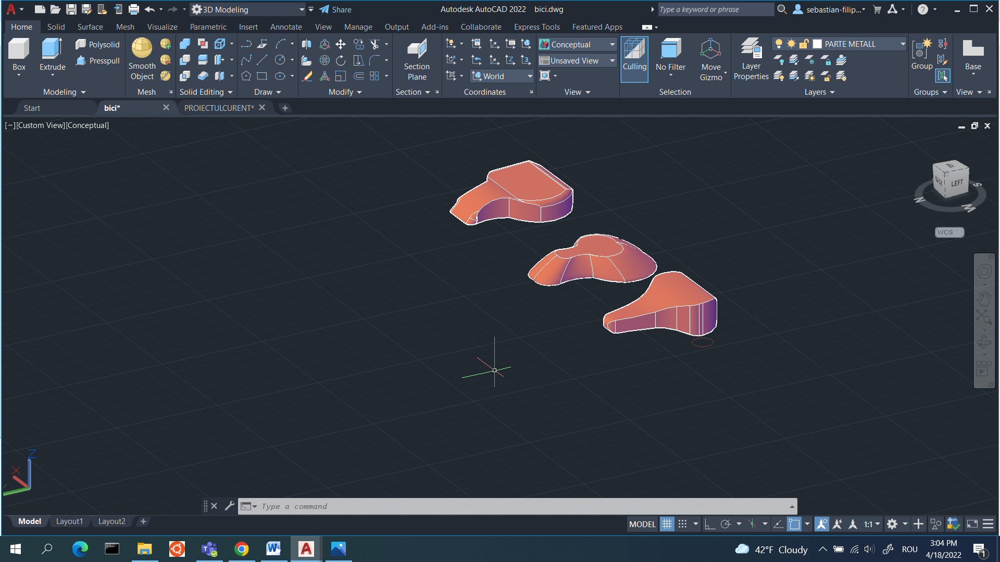 3D Modeling
Share
Autodesk AutoCAD 2022 bici.dwg
Type a keyword or phrase
sebastian-filip...
Home Solid Surface Mesh Visualize Parametric Insert Annotate View Manage Output Add-ins Collaborate Express Tools Featured Apps
Box
Extrude
Polysolid
Presspull
Smooth
Object
Section
Plane
World
Conceptual
Unsaved View
Culling
No Filter
Move
Gizmo
Layer
Properties
PARTE METALL
Group
Base
Modeling Mesh Solid Editing Draw Modify Section Coordinates View Selection Layers Groups View
Start bici* PROIECTULCURENT*
[−][Custom View][Conceptual]
TOP
BACK
LEFT
N
S
WCS
Z
X
Type a command
Model Layout1 Layout2
MODEL
1:1
42°F Cloudy
ROU
3:04 PM
4/18/2022
1